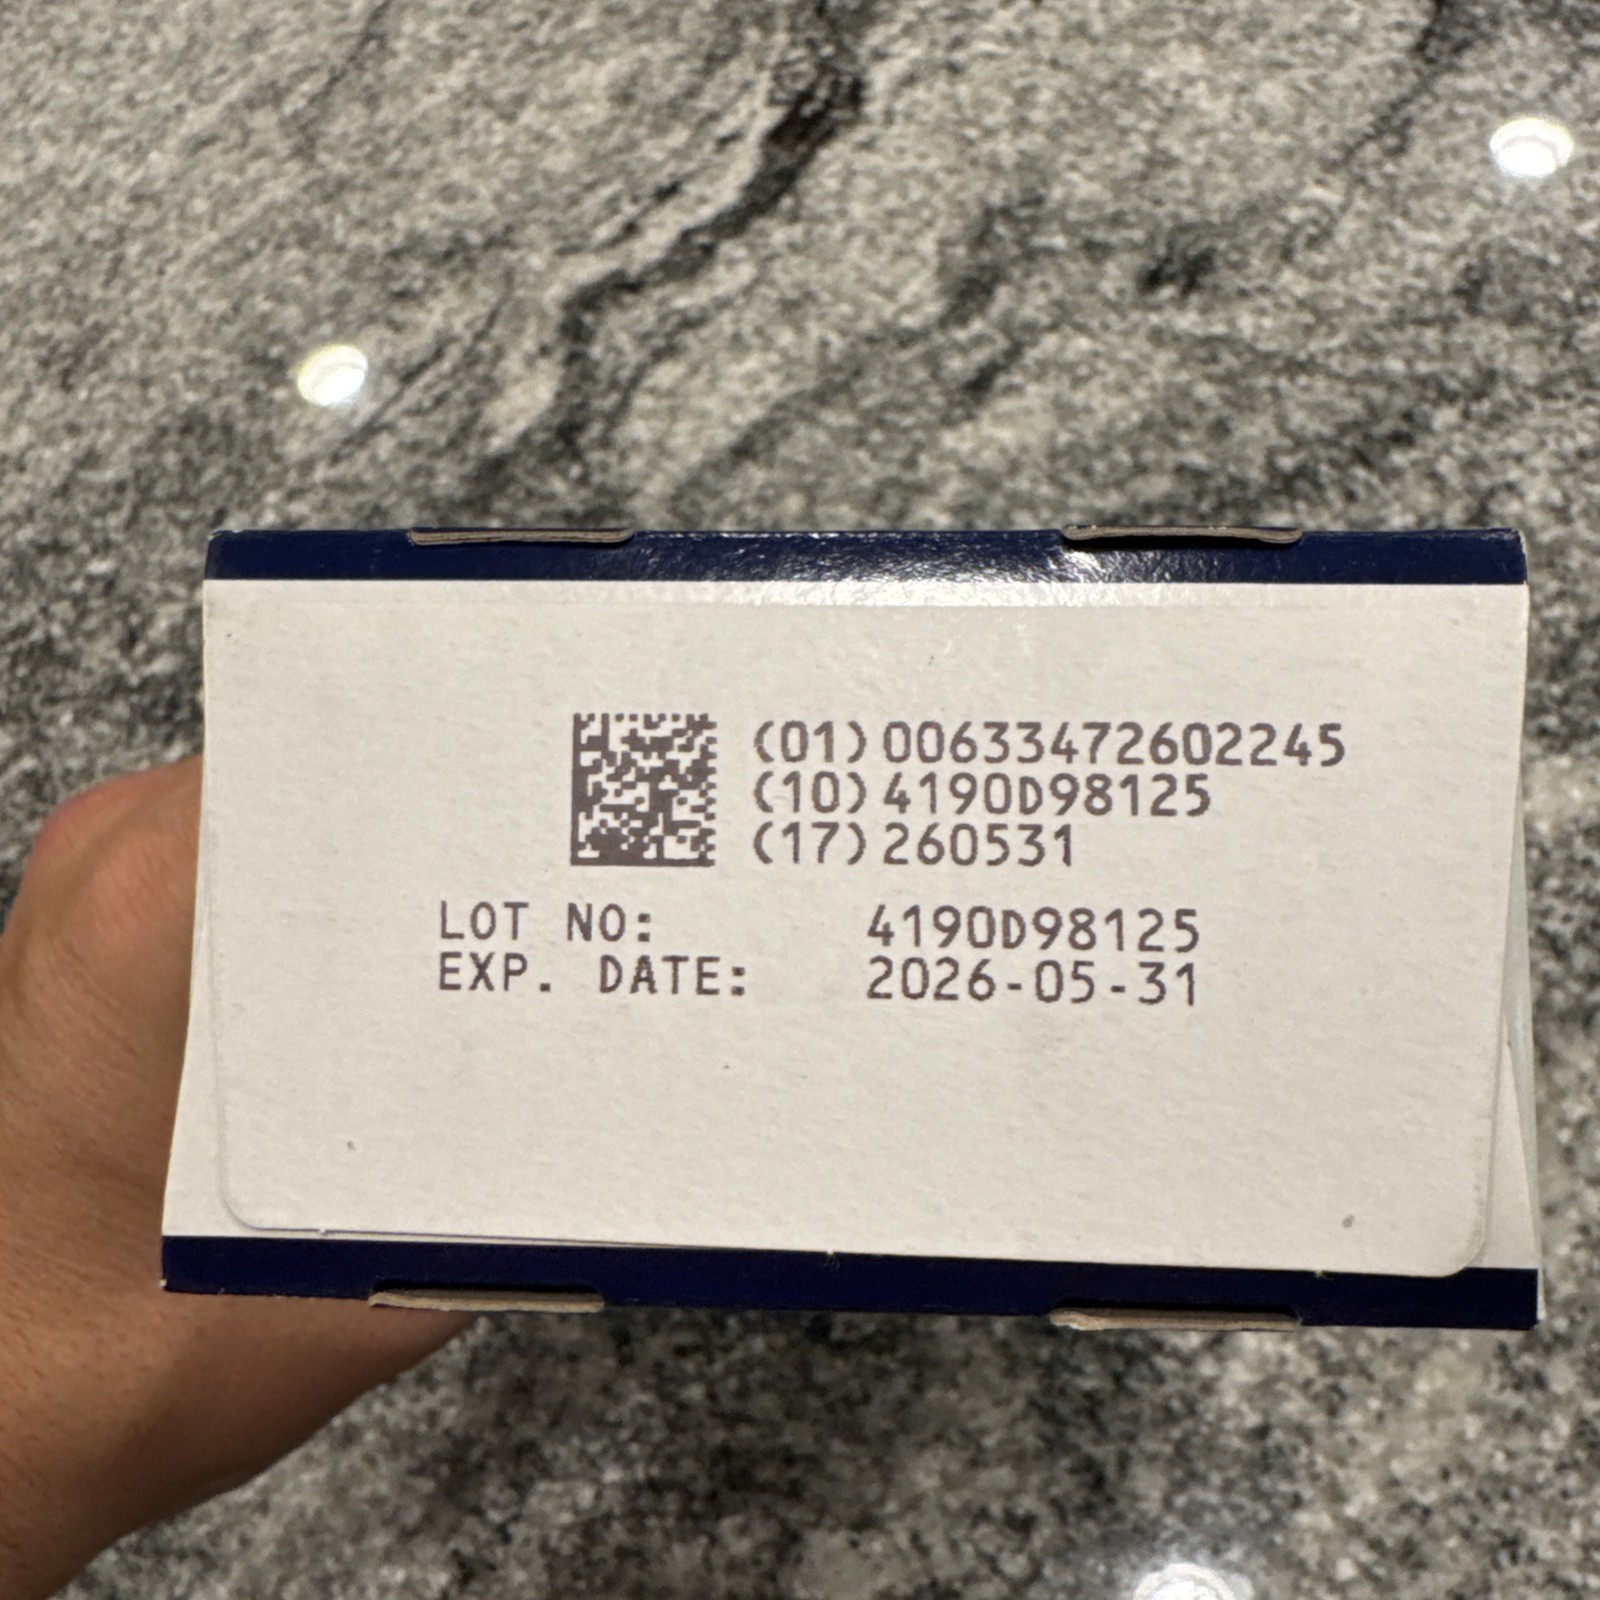 (01)00633472602245
(10)4190D98125
(17)260531
LOT NO: 4190D98125
EXP. DATE: 2026-05-31